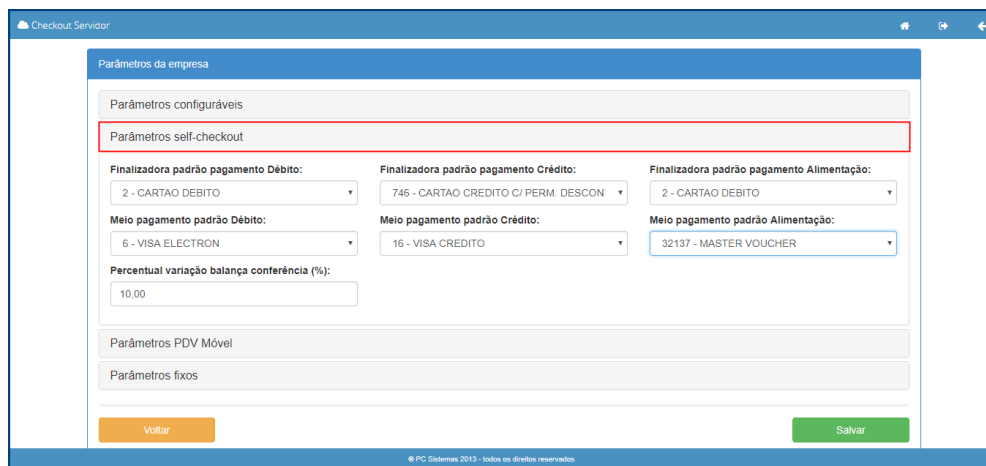 Checkout Servidor
Parâmetros da empresa
Parâmetros configuráveis
Parâmetros self-checkout
Finalizadora padrão pagamento Débito: Finalizadora padrão pagamento Crédito: Finalizadora padrão pagamento Alimentação:
2 - CARTAO DEBITO 746 - CARTAO CREDITO C/ PERM. DESCON 2 - CARTAO DEBITO
Meio pagamento padrão Débito: Meio pagamento padrão Crédito: Meio pagamento padrão Alimentação:
6 - VISA ELECTRON 16 - VISA CREDITO 32137 - MASTER VOUCHER
Percentual variação balança conferência (%):
10,00
Parâmetros PDV Móvel
Parâmetros fixos
Voltar Salvar
© PC Sistemas 2013 - todos os direitos reservados